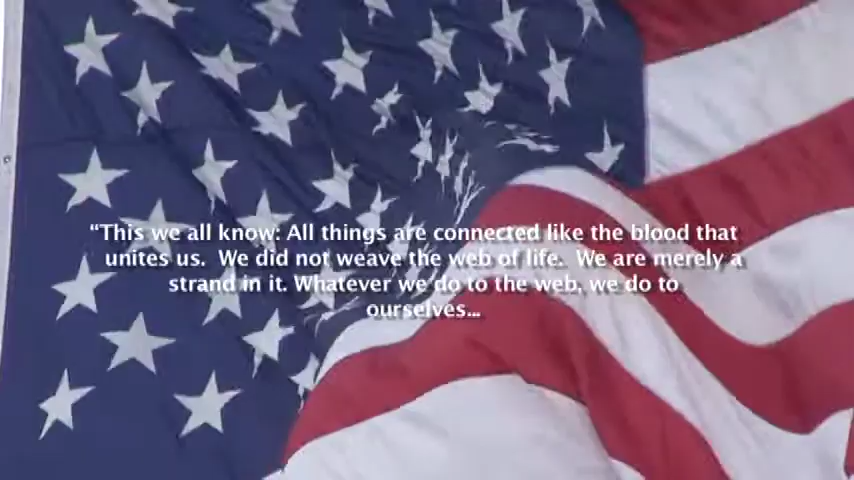 “This we all know: All things are connected like the blood that
unites us. We did not weave the web of life. We are merely a
strand in it. Whatever we do to the web, we do to
ourselves...